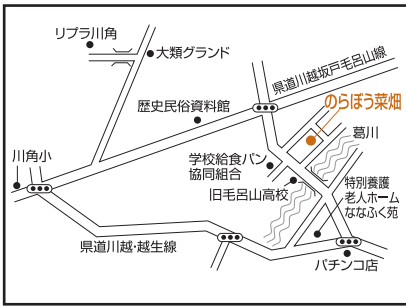 リプラ川角
大類グランド
県道川越坂戸毛呂山線
のらぼう菜畑
歴史民俗資料館
葛川
川角小
学校給食パン
協同組合
旧毛呂山高校
特別養護
老人ホーム
ななふく苑
県道川越・越生線
パチンコ店